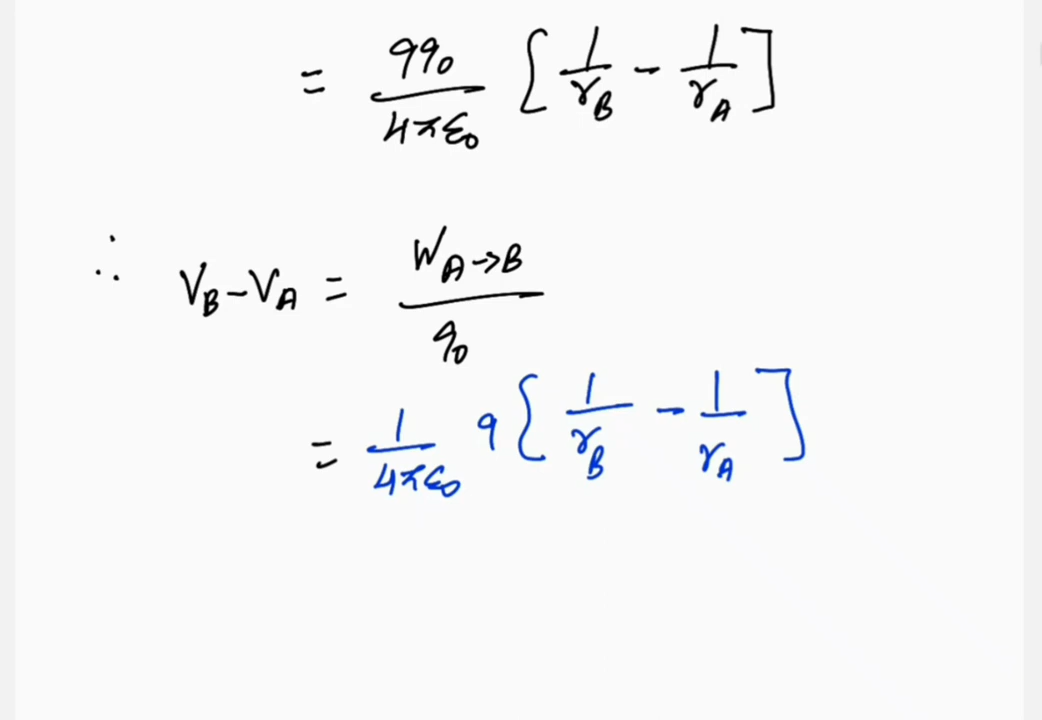 = qq₀/4πε₀ [1/r_B - 1/r_A]
∴ V_B-V_A = W_A→B/q₀
= 1/4πε₀ q [1/r_B - 1/r_A]